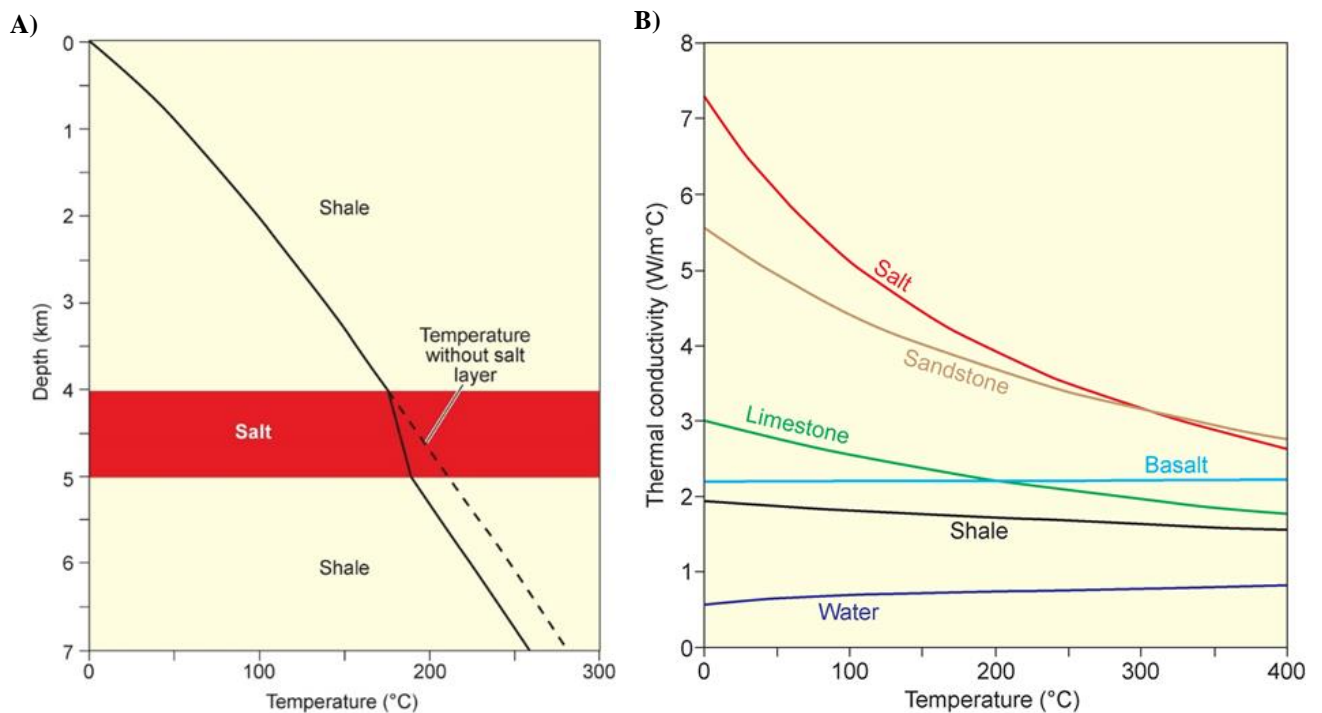 A)
0
1
2
3
4
5
6
7
Depth (km)
Shale
Temperature
without salt
layer
Salt
Shale
0
100
200
300
Temperature (°C)
B)
8
7
6
5
4
3
2
1
0
Thermal conductivity (W/m°C)
Salt
Sandstone
Limestone
Basalt
Shale
Water
0
100
200
300
400
Temperature (°C)